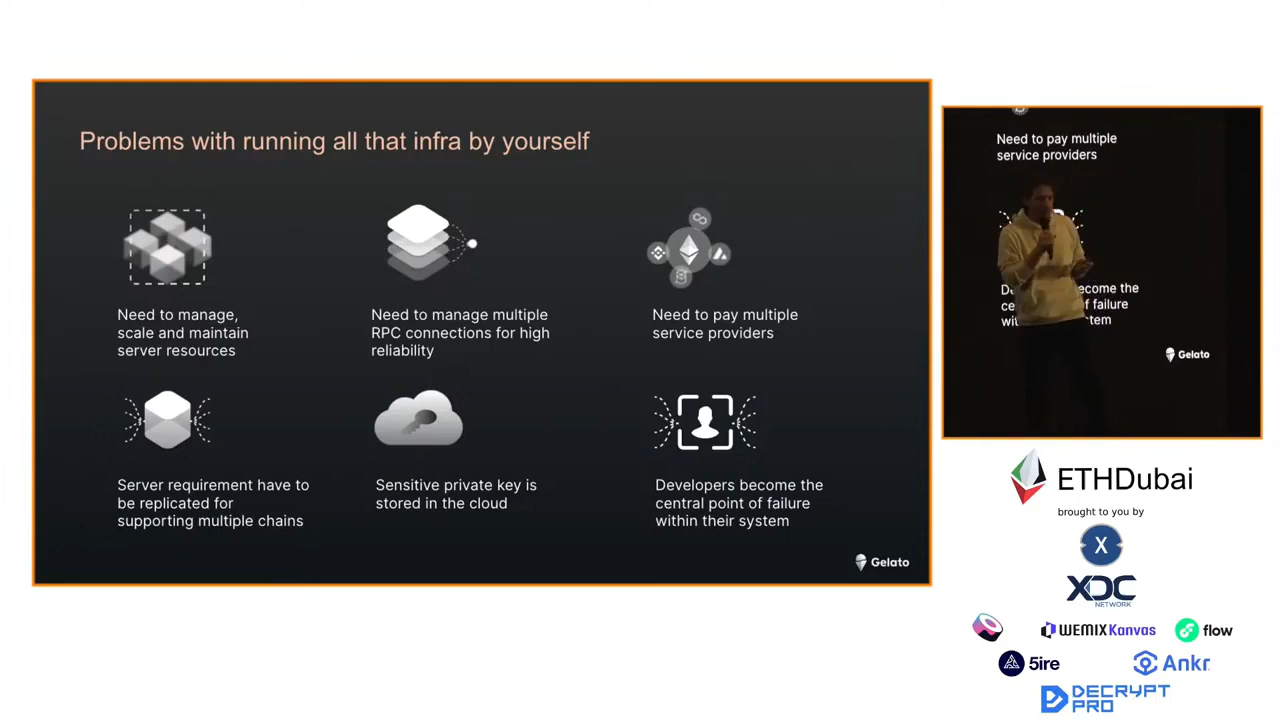 Problems with running all that infra by yourself
Need to manage,
scale and maintain
server resources
Need to manage multiple
RPC connections for high
reliability
Need to pay multiple
service providers
Server requirement have to
be replicated for
supporting multiple chains
Sensitive private key is
stored in the cloud
Developers become the
central point of failure
within their system
Gelato
Need to pay multiple
service providers
ecome the
of failure
Gelato
ETHDubai
brought to you by
X
XDC
NETWORK
WEMIX Kanvas
flow
5ire
Ankr
DECRYPT
PRO